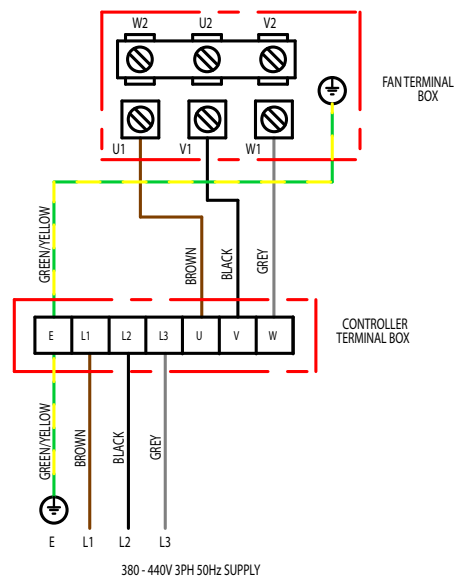 W2 U2 V2
FAN TERMINAL
BOX
U1 V1 W1
GREEN/YELLOW
BROWN
BLACK
GREY
CONTROLLER
TERMINAL BOX
E L1 L2 L3 U V W
GREEN/YELLOW
BROWN
BLACK
GREY
E L1 L2 L3
380 - 440V 3PH 50Hz SUPPLY